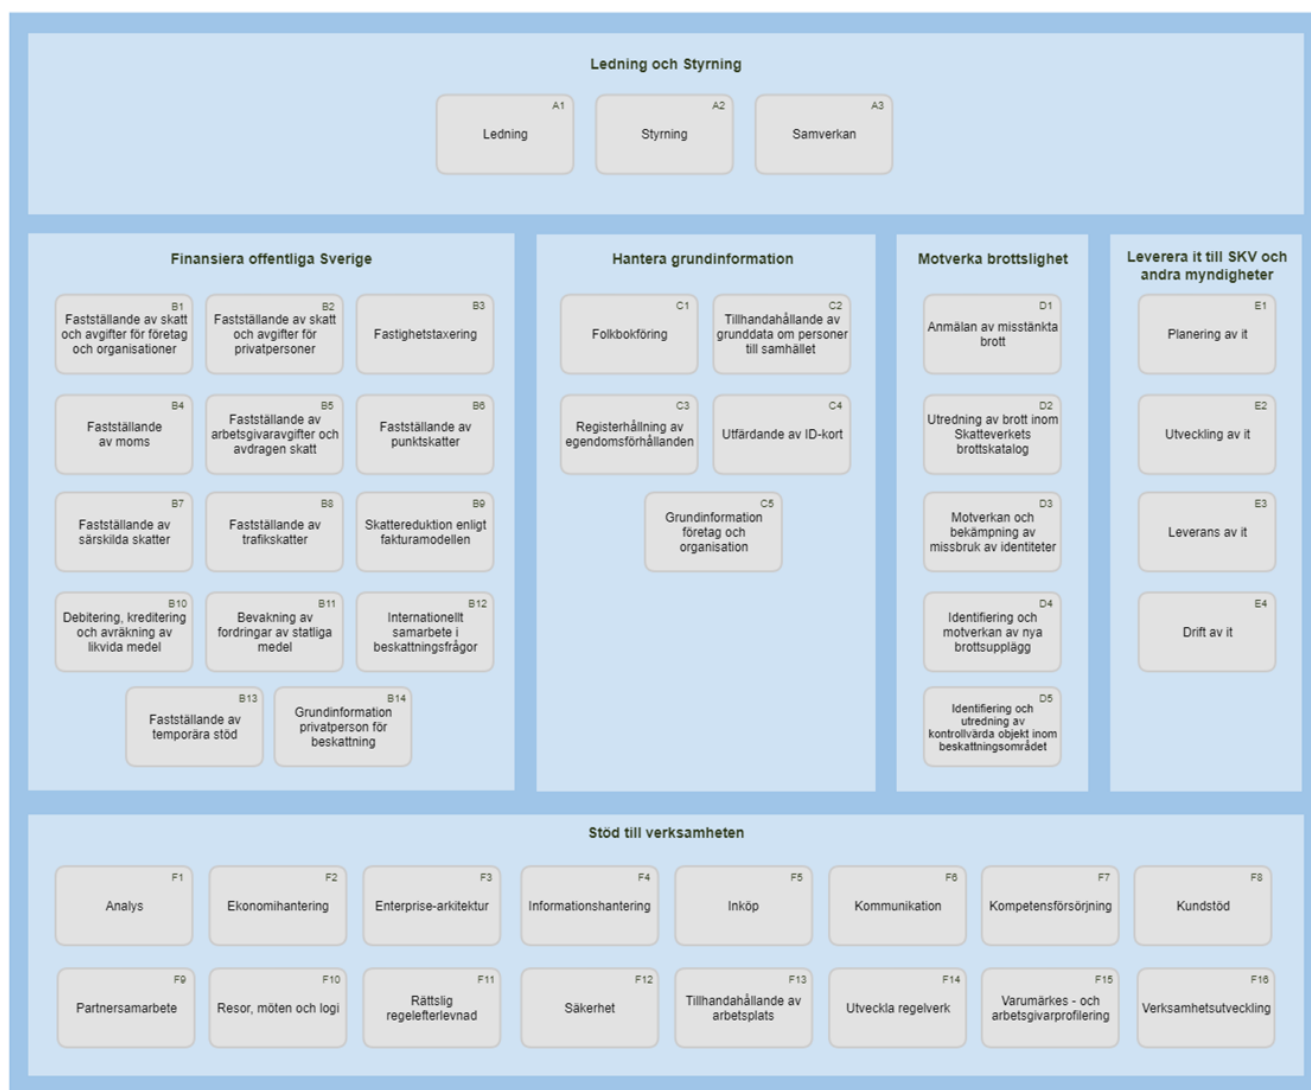 Ledning och Styrning
A1
Ledning
A2
Styrning
A3
Samverkan
Finansiera offentliga Sverige
B1
Fastställande av skatt
och avgifter för företag
och organisationer
B2
Fastställande av skatt
och avgifter för
privatpersoner
B3
Fastighetstaxering
B4
Fastställande
av moms
B5
Fastställande av
arbetsgivaravgifter och
avdragen skatt
B6
Fastställande av
punktskatter
B7
Fastställande av
särskilda skatter
B8
Fastställande av
trafikskatter
B9
Skattereduktion enligt
fakturamodellen
B10
Debitering, kreditering
och avräkning av
likvida medel
B11
Bevakning av
fordringar av statliga
medel
B12
Internationellt
samarbete i
beskattningsfrågor
B13
Fastställande av
temporära stöd
B14
Grundinformation
privatperson för
beskattning
Hantera grundinformation
C1
Folkbokföring
C2
Tillhandahållande av
grunddata om personer
till samhället
C3
Registerhållning av
egendomsförhållanden
C4
Utfärdande av ID-kort
C5
Grundinformation
företag och
organisation
Motverka brottslighet
D1
Anmälan av misstänkta
brott
D2
Utredning av brott inom
Skatteverkets
brottskatalog
D3
Motverkan och
bekämpning av
missbruk av identiteter
D4
Identifiering och
motverkan av nya
brottsupplägg
D5
Identifiering och
utredning av
kontrollvärda objekt inom
beskattningsområdet
Leverera it till SKV och
andra myndigheter
E1
Planering av it
E2
Utveckling av it
E3
Leverans av it
E4
Drift av it
Stöd till verksamheten
F1
Analys
F2
Ekonomihantering
F3
Enterprise-arkitektur
F4
Informationshantering
F5
Inköp
F6
Kommunikation
F7
Kompetensförsörjning
F8
Kundstöd
F9
Partnersamarbete
F10
Resor, möten och logi
F11
Rättslig
regelefterlevnad
F12
Säkerhet
F13
Tillhandahållande av
arbetsplats
F14
Utveckla regelverk
F15
Varumärkes - och
arbetsgivarprofilering
F16
Verksamhetsutveckling